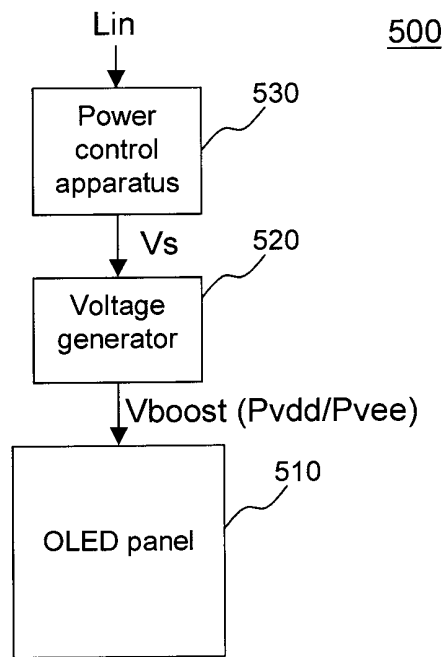 Lin
500
530
Power
control
apparatus
Vs
520
Voltage
generator
Vboost (Pvdd/Pvee)
510
OLED panel